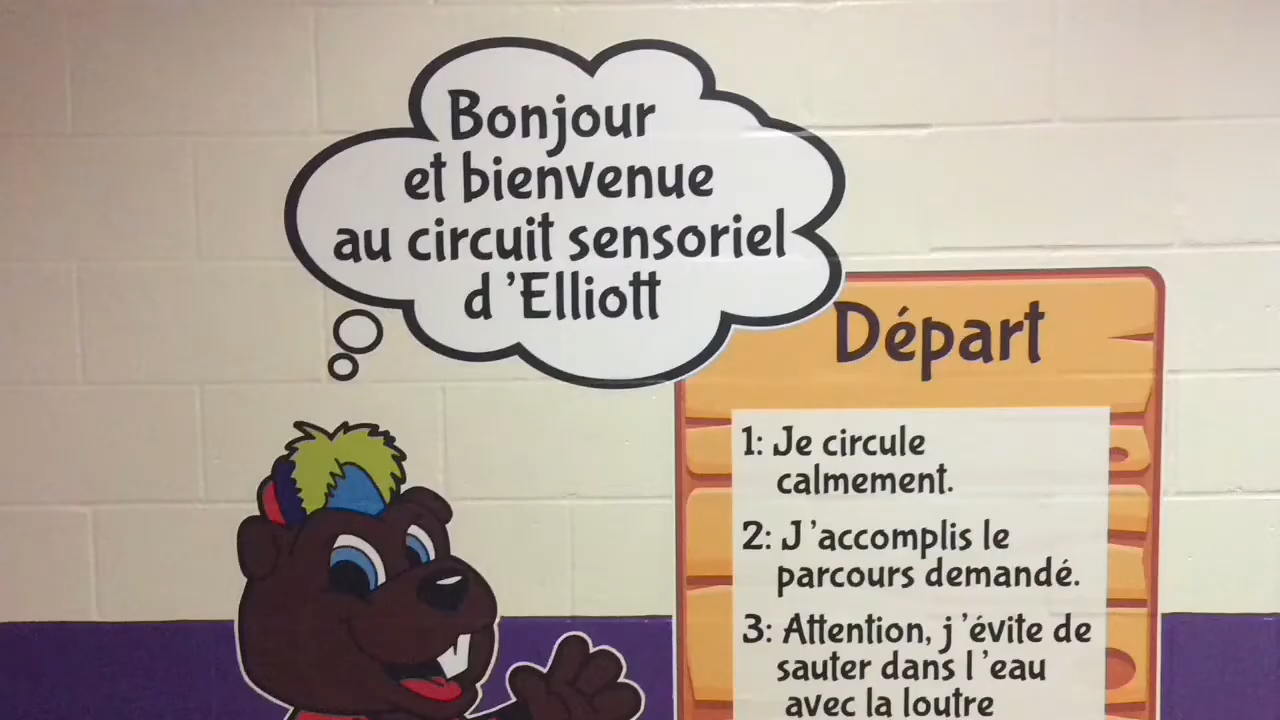 Bonjour
et bienvenue
au circuit sensoriel
d'Elliott
Départ
1: Je circule
calmement.
2: J'accomplis le
parcours demandé.
3: Attention, j'évite de
sauter dans l'eau
avec la loutre